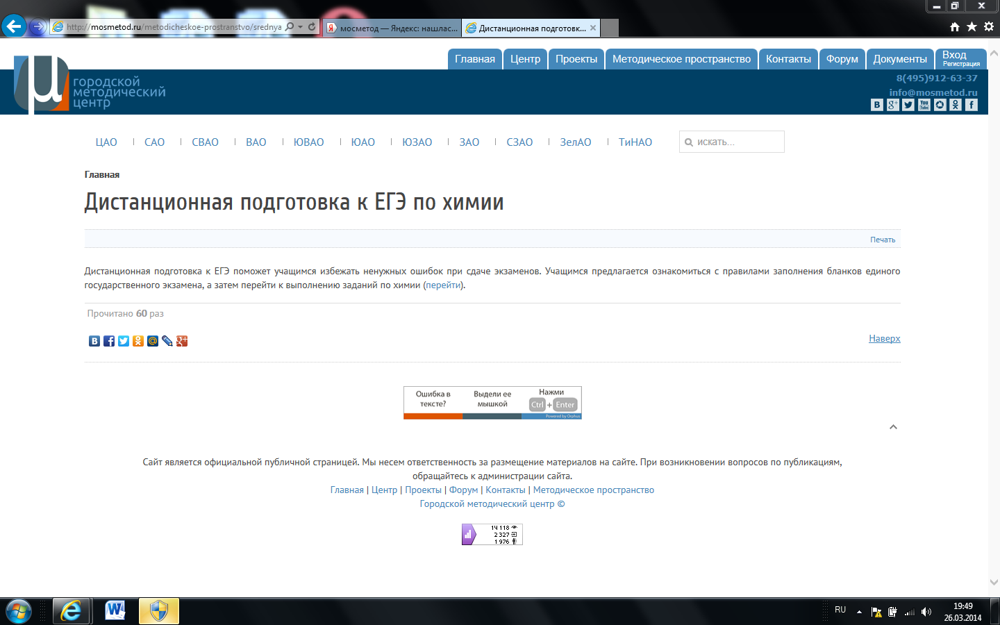 http://mosmetod.ru/metodicheskoe-prostranstvo/srednya
мосметод — Яндекс: нашлас...
Дистанционная подготовк...
Главная
Центр
Проекты
Методическое пространство
Контакты
Форум
Документы
Вход
Регистрация
μ
городской
методический
центр
8(495)912-63-37
info@mosmetod.ru
ЦАО | САО | СВАО | ВАО | ЮВАО | ЮАО | ЮЗАО | ЗАО | СЗАО | ЗелАО | ТиНАО
искать...
Главная
Дистанционная подготовка к ЕГЭ по химии
Печать
Дистанционная подготовка к ЕГЭ поможет учащимся избежать ненужных ошибок при сдаче экзаменов. Учащимся предлагается ознакомиться с правилами заполнения бланков единого
государственного экзамена, а затем перейти к выполнению заданий по химии (перейти).
Прочитано 60 раз
Наверх
Ошибка в
тексте?
Выдели ее
мышкой
Нажми
Ctrl + Enter
Powered by Orphus
Сайт является официальной публичной страницей. Мы несем ответственность за размещение материалов на сайте. При возникновении вопросов по публикациям,
обращайтесь к администрации сайта.
Главная | Центр | Проекты | Форум | Контакты | Методическое пространство
Городской методический центр ©
14 118
2 327
1 976
RU
19:49
26.03.2014